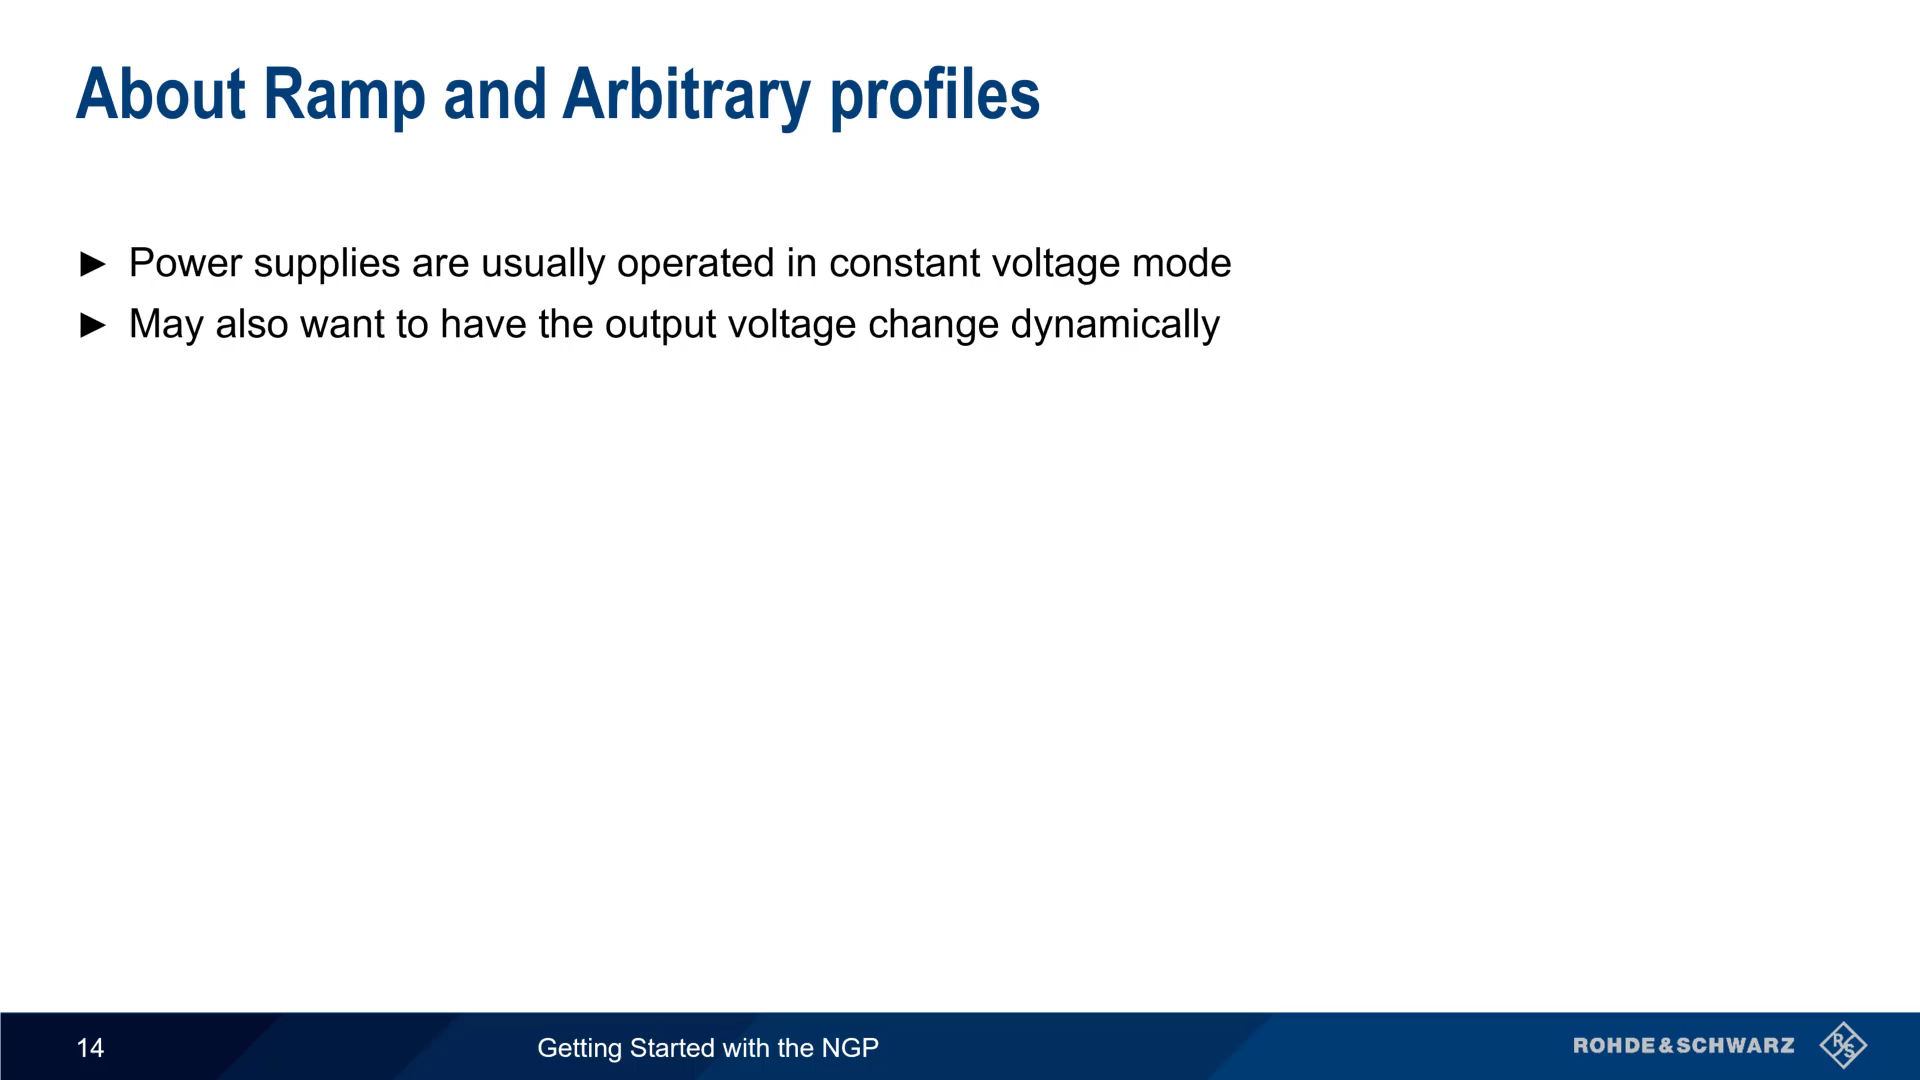 About Ramp and Arbitrary profiles
► Power supplies are usually operated in constant voltage mode
► May also want to have the output voltage change dynamically
14
Getting Started with the NGP
ROHDE&SCHWARZ
R&S